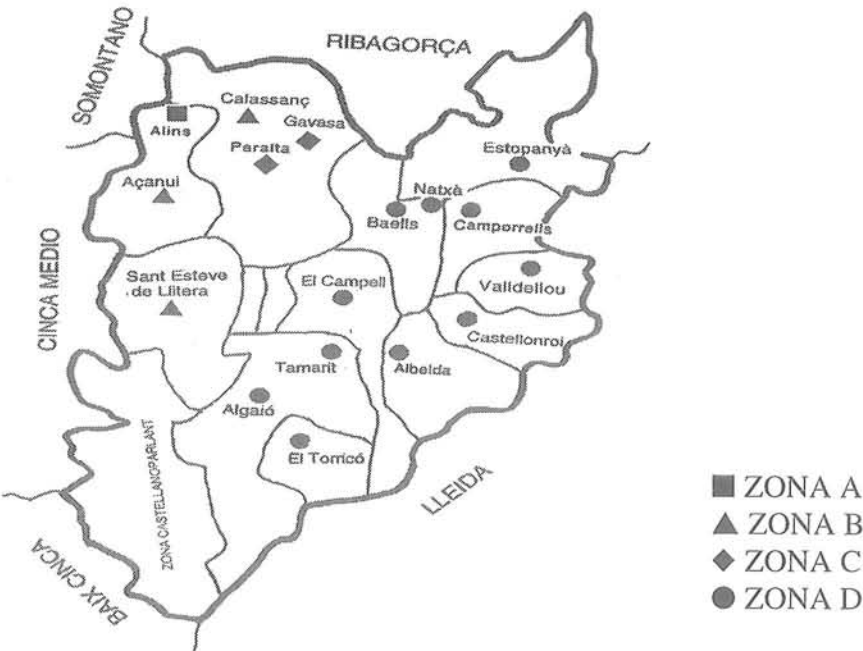 SOMONTANO
RIBAGORÇA
Calassanç
Alins
Gavasa
Peralta
Estopanyà
Açanui
Natxà
Baells
Camporrells
CINCA MEDIO
Sant Esteve
de Llitera
El Campell
Valldellou
Castellonroi
Tamarit
Albelda
Algaió
El Torricó
ZONA CASTELLANOPARLANT
LLEIDA
BAIX CINCA
ZONA A
ZONA B
ZONA C
ZONA D